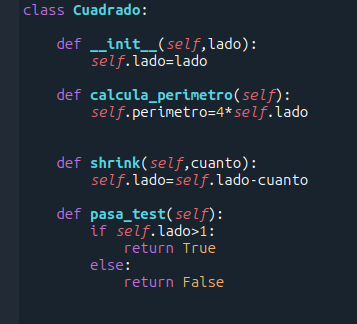 class Cuadrado:
def __init__(self,lado):
self.lado=lado
def calcula_perimetro(self):
self.perimetro=4*self.lado
def shrink(self,cuanto):
self.lado=self.lado-cuanto
def pasa_test(self):
if self.lado>1:
return True
else:
return False